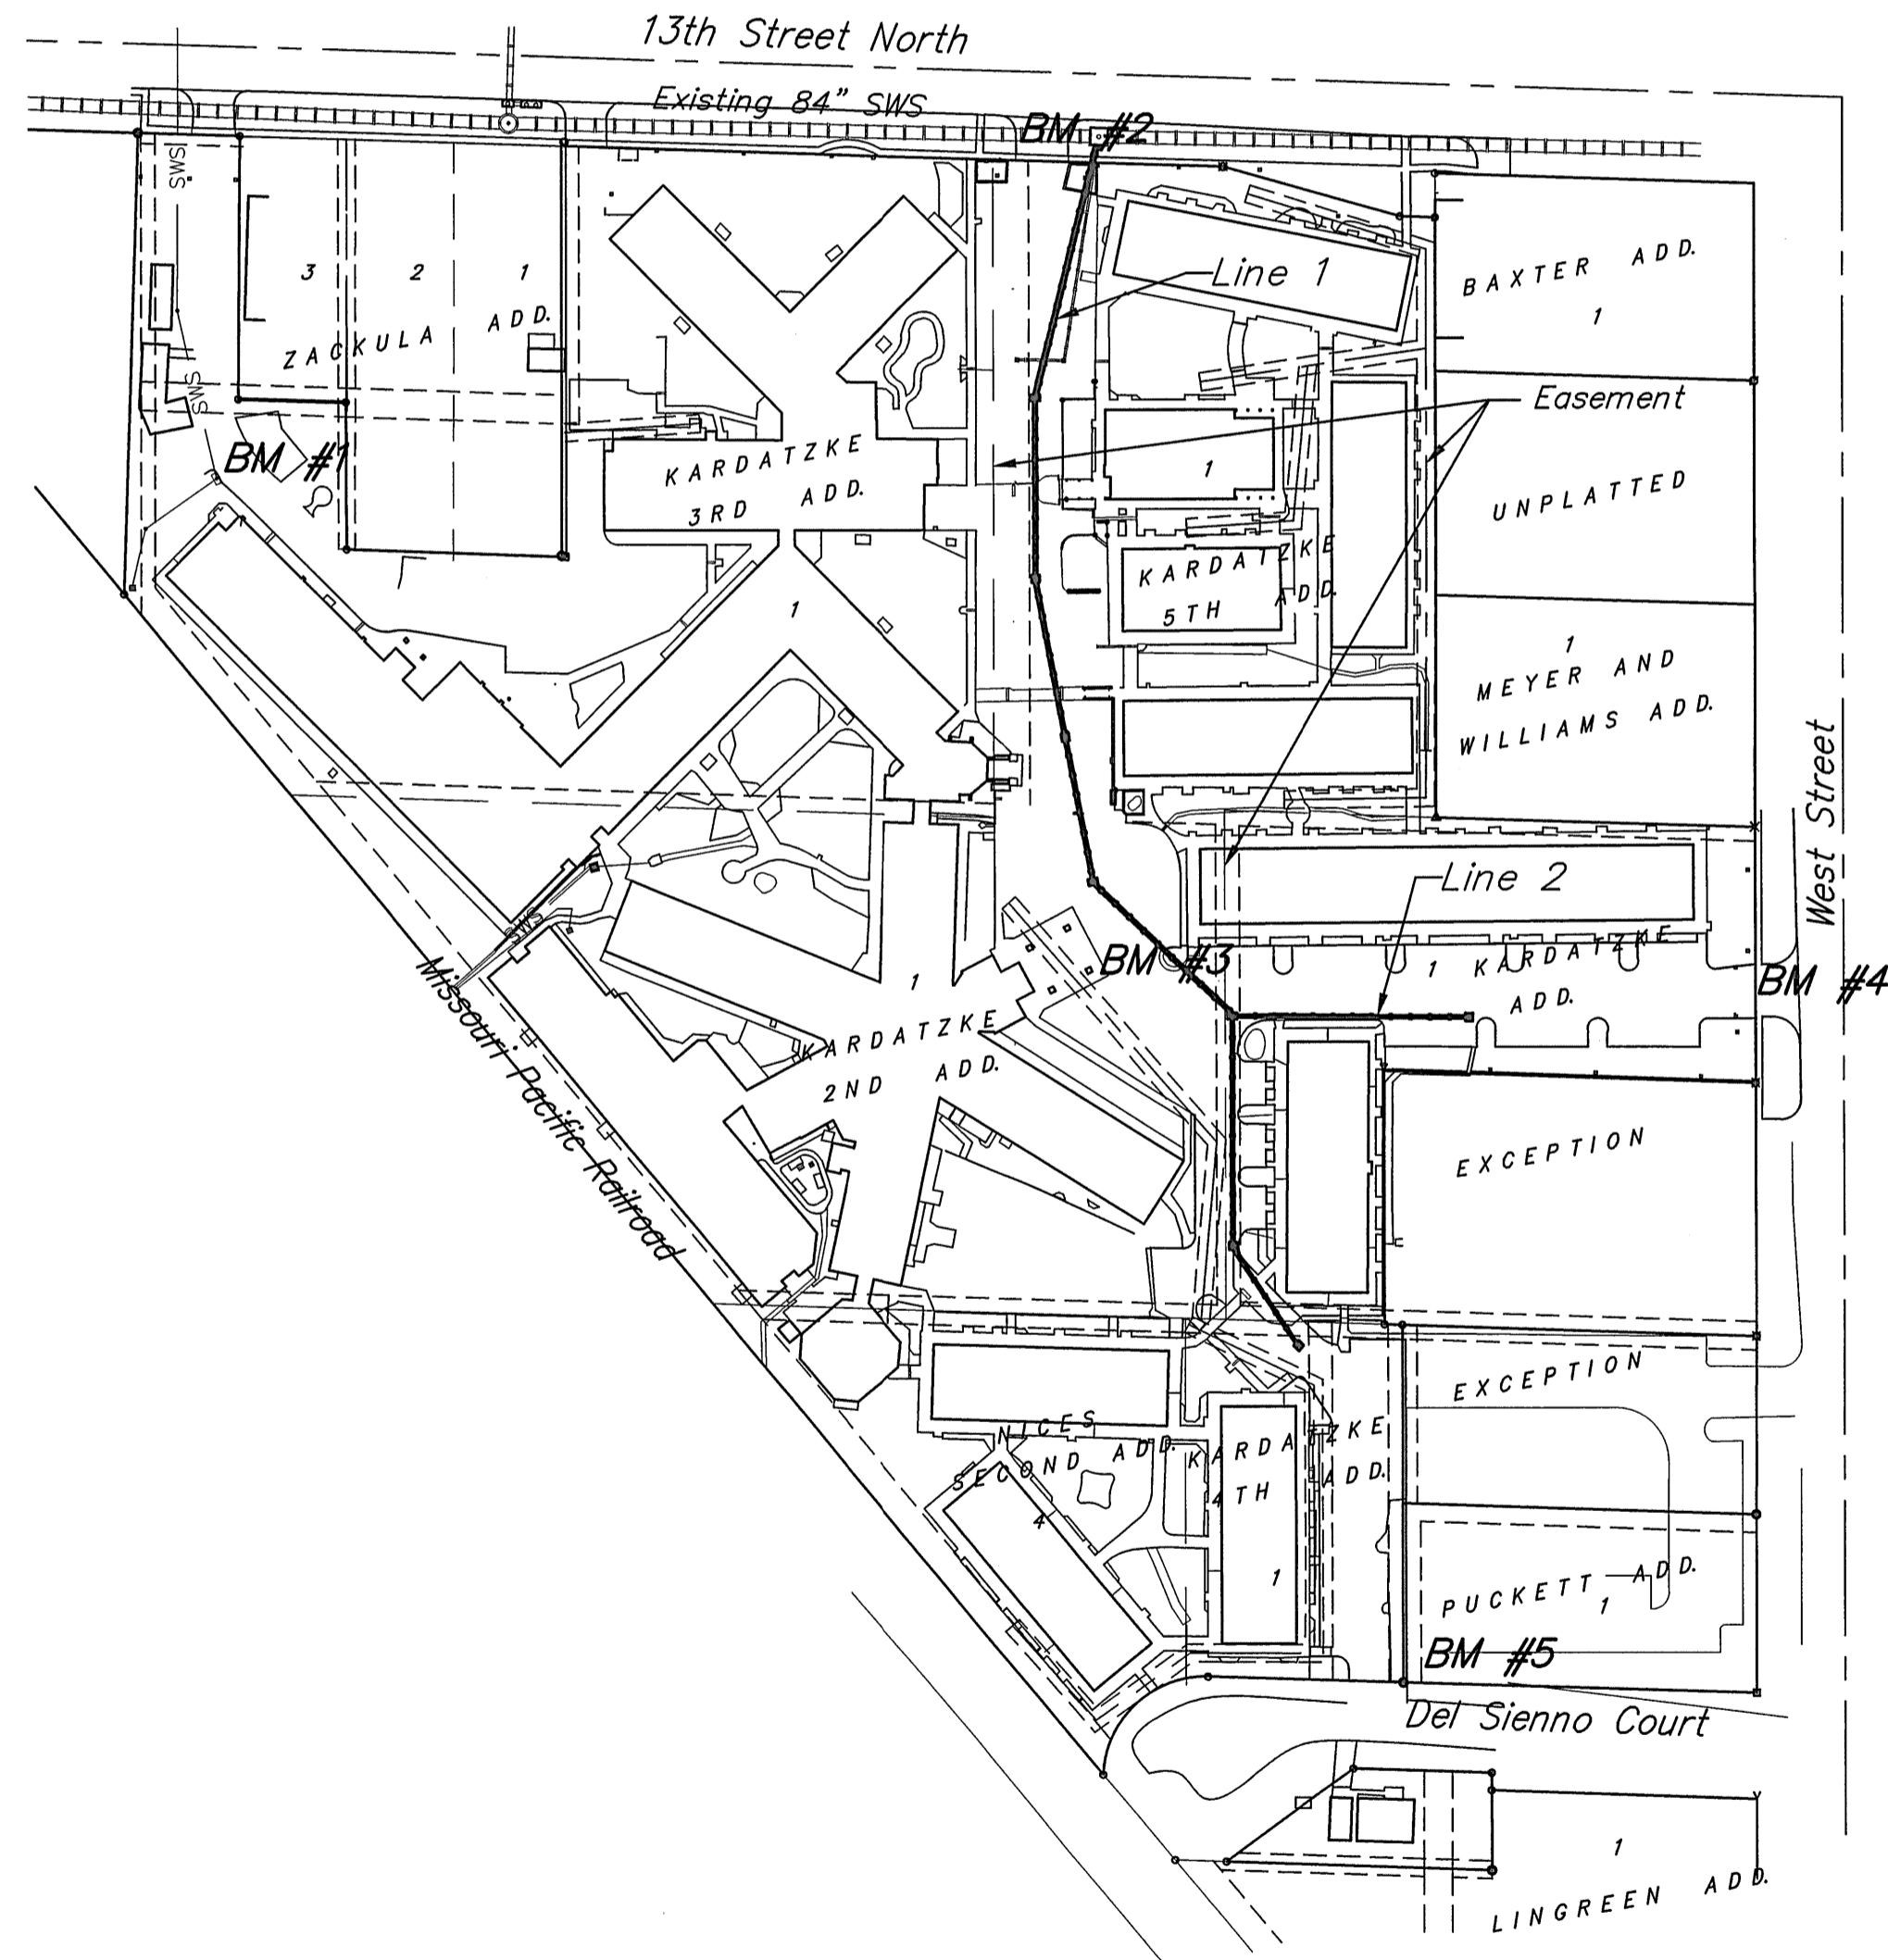 13th Street North
Existing 84" SWS
BM #2
SWS
Line 1
BAXTER ADD.
1
3 2 1
ZACKULA ADD.
SWS
Easement
BM #1
KARDATZKE
3RD ADD.
1
UNPLATTED
KARDATZKE
5TH ADD.
1
1
MEYER AND
WILLIAMS ADD.
West Street
Line 2
SWS
BM #3
1 KARDATZKE
ADD.
BM #4
1
KARDATZKE
2ND ADD.
Missouri Pacific Railroad
EXCEPTION
EXCEPTION
NICES
SECOND ADD.
4
KARDATZKE
4TH ADD.
1
PUCKETT ADD.
1
BM #5
Del Sienno Court
1
LINGREEN ADD.